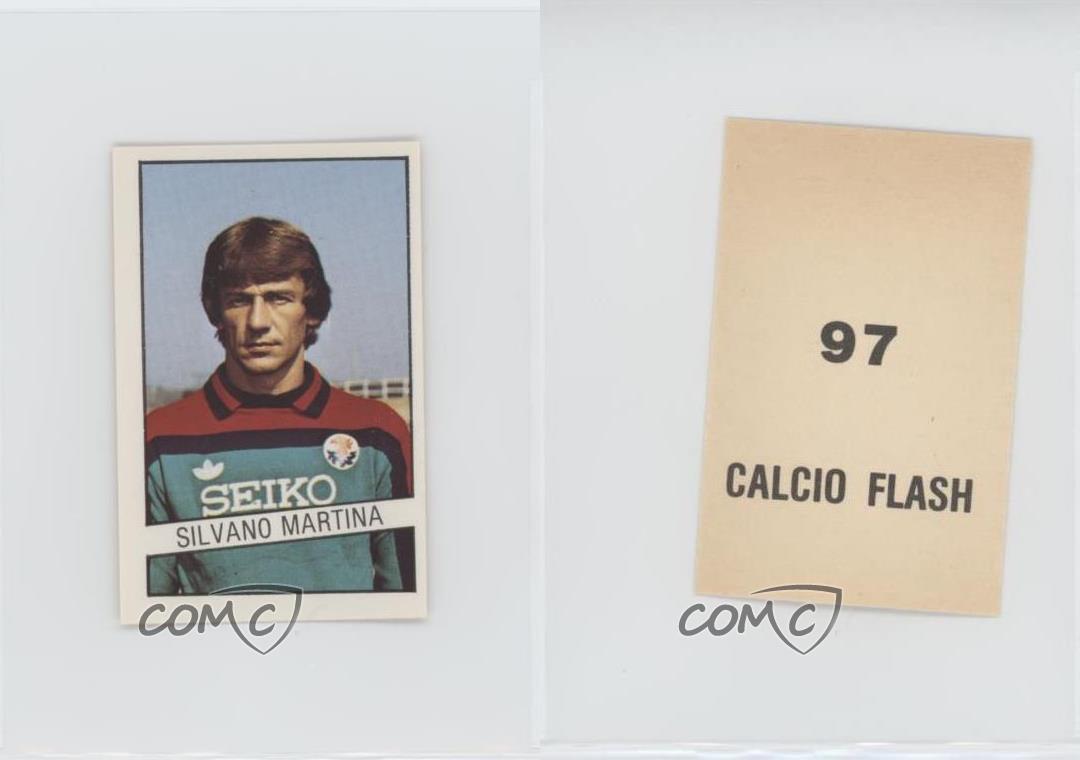 SEIKO
SILVANO MARTINA
COMC
97
CALCIO FLASH
COMC